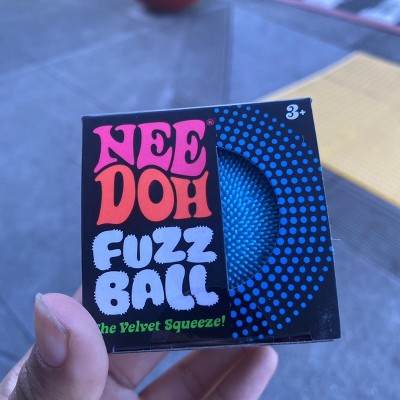 NEE
DOH
FUZZ
BALL
The Velvet Squeeze!
3+